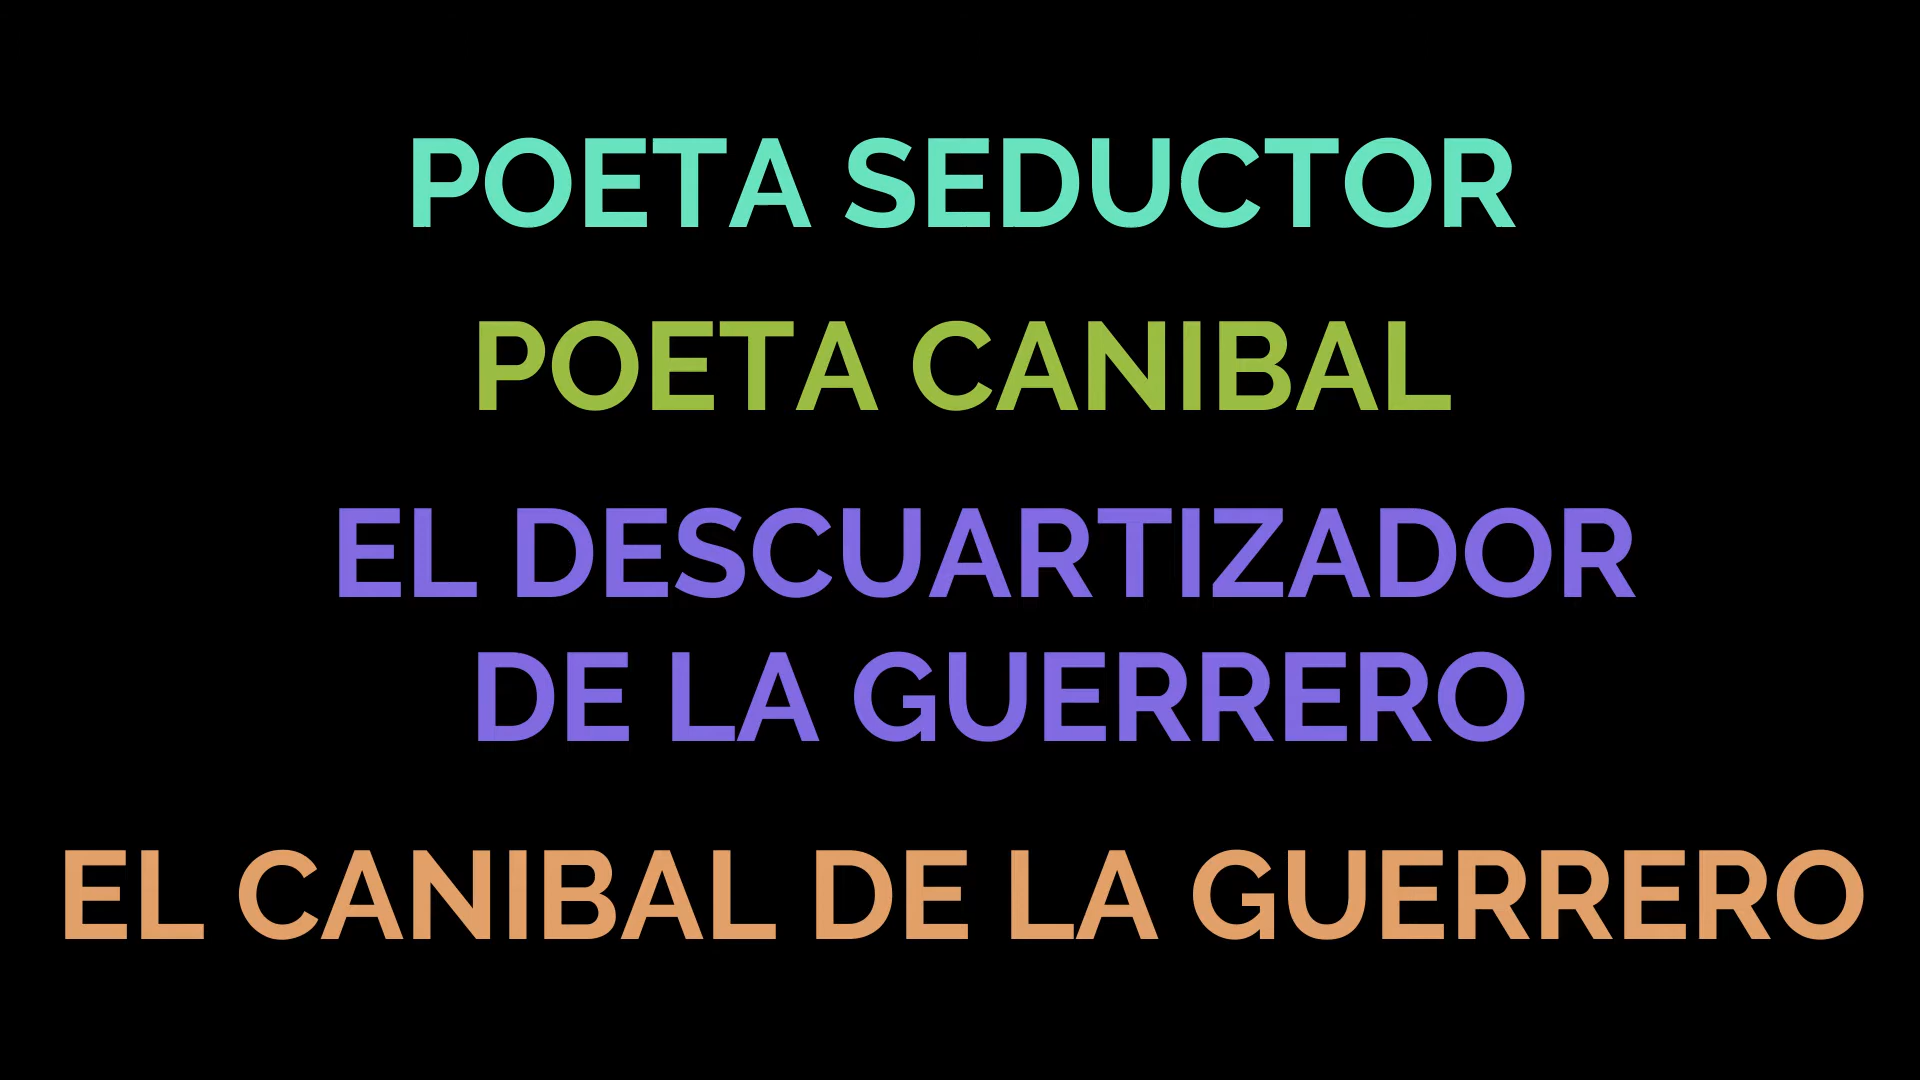 POETA SEDUCTOR
POETA CANIBAL
EL DESCUARTIZADOR
DE LA GUERRERO
EL CANIBAL DE LA GUERRERO